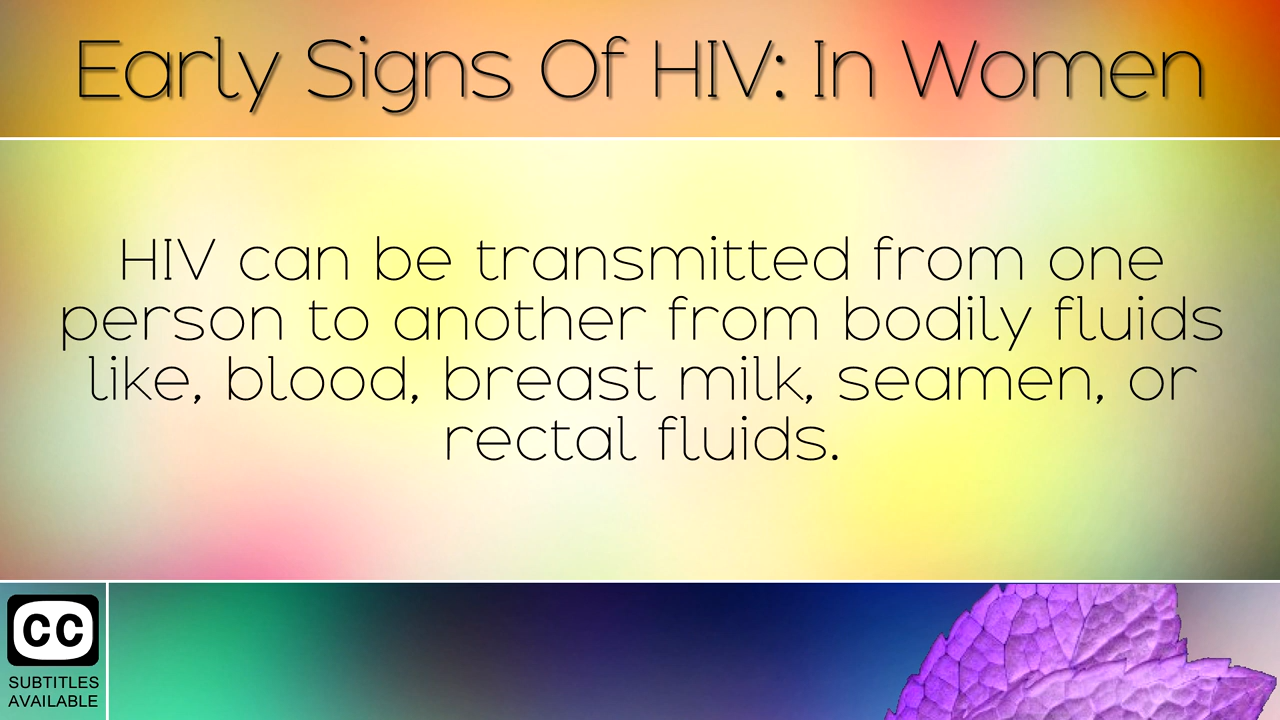 Early Signs Of HIV: In Women
HIV can be transmitted from one
person to another from bodily fluids
like, blood, breast milk, seamen, or
rectal fluids.
CC
SUBTITLES
AVAILABLE